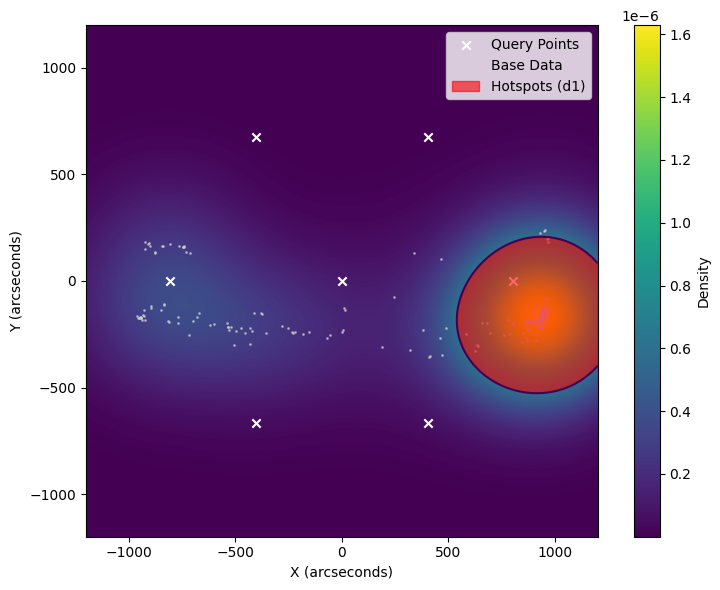 1e−6
Query Points
Base Data
Hotspots (d1)
1000
500
0
−500
−1000
Y (arcseconds)
−1000
−500
0
500
1000
X (arcseconds)
1.6
1.4
1.2
1.0
0.8
0.6
0.4
0.2
Density